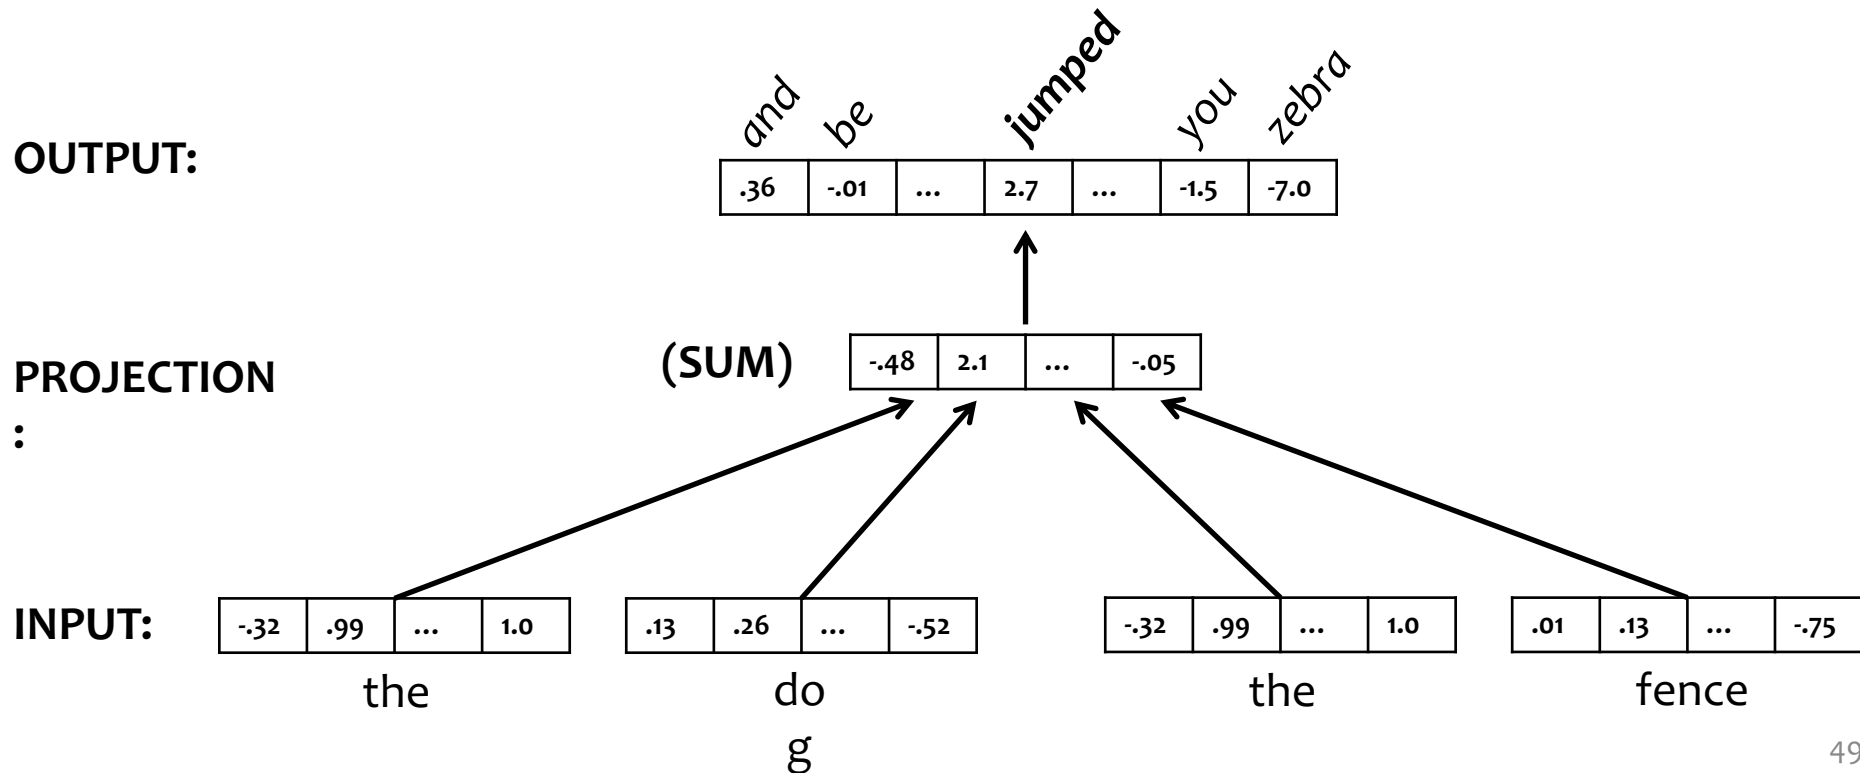 and be jumped you zebra
OUTPUT:
.36 -.01 ... 2.7 ... -1.5 -7.0
(SUM) -.48 2.1 ... -.05
PROJECTION
:
INPUT: -.32 .99 ... 1.0 .13 .26 ... -.52 -.32 .99 ... 1.0 .01 .13 ... -.75
the do the fence
g
49